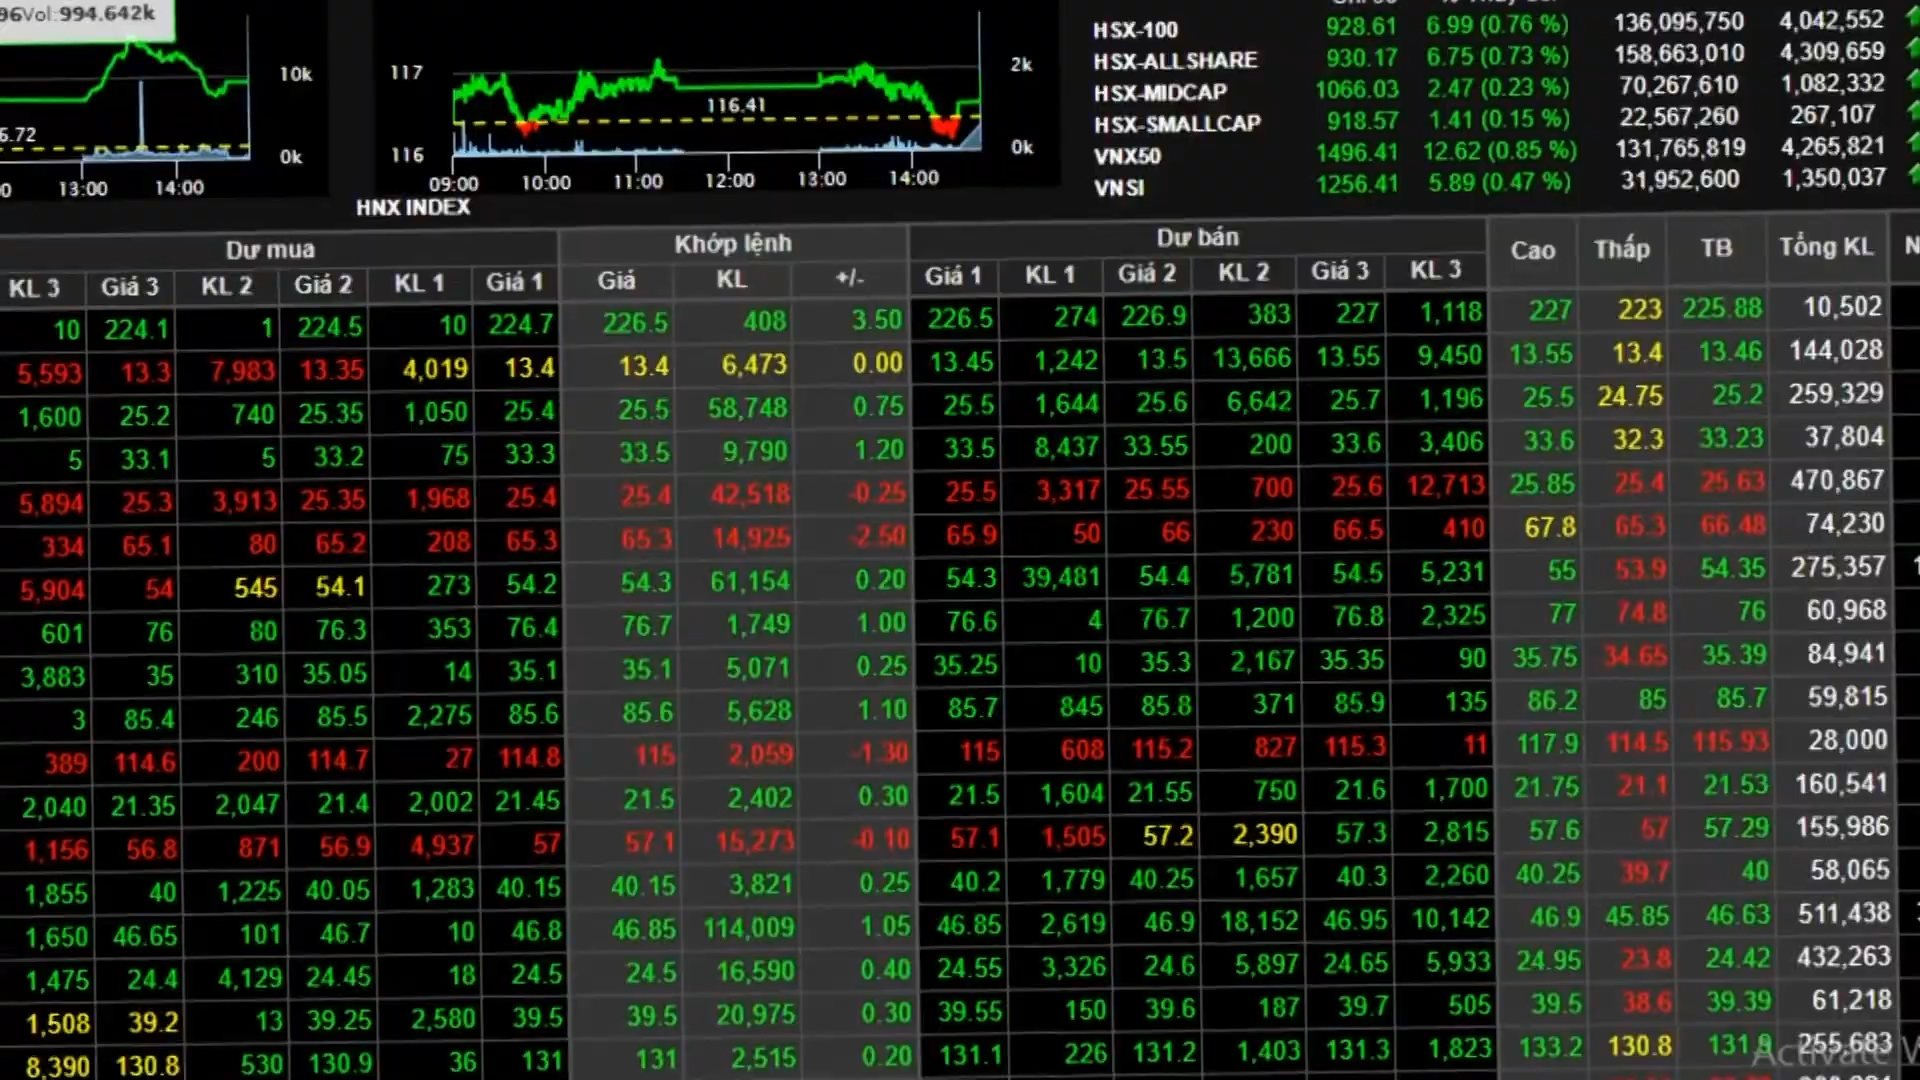 96Vol:994.642k
10k
6.72
0k
13:00 14:00
117
2k
116.41
116
0k
09:00 10:00 11:00 12:00 13:00 14:00
HNX INDEX
HSX-100 928.61 6.99 (0.76 %) 136,095,750 4,042,552
HSX-ALLSHARE 930.17 6.75 (0.73 %) 158,663,010 4,309,659
HSX-MIDCAP 1066.03 2.47 (0.23 %) 70,267,610 1,082,332
HSX-SMALLCAP 918.57 1.41 (0.15 %) 22,567,260 267,107
VNX50 1496.41 12.62 (0.85 %) 131,765,819 4,265,821
VNSI 1256.41 5.89 (0.47 %) 31,952,600 1,350,037
Dư mua Khớp lệnh Dư bán Cao Thấp TB Tổng KL
KL 3 Giá 3 KL 2 Giá 2 KL 1 Giá 1 Giá KL +/- Giá 1 KL 1 Giá 2 KL 2 Giá 3 KL 3
10 224.1 1 224.5 10 224.7 226.5 408 3.50 226.5 274 226.9 383 227 1,118 227 223 225.88 10,502
5,593 13.3 7,983 13.35 4,019 13.4 13.4 6,473 0.00 13.45 1,242 13.5 13,666 13.55 9,450 13.55 13.4 13.46 144,028
1,600 25.2 740 25.35 1,050 25.4 25.5 58,748 0.75 25.5 1,644 25.6 6,642 25.7 1,196 25.5 24.75 25.2 259,329
5 33.1 5 33.2 75 33.3 33.5 9,790 1.20 33.5 8,437 33.55 200 33.6 3,406 33.6 32.3 33.23 37,804
5,894 25.3 3,913 25.35 1,968 25.4 25.4 42,518 -0.25 25.5 3,317 25.55 700 25.6 12,713 25.85 25.4 25.63 470,867
334 65.1 80 65.2 208 65.3 65.3 14,925 -2.50 65.9 50 66 230 66.5 410 67.8 65.3 66.48 74,230
5,904 54 545 54.1 273 54.2 54.3 61,154 0.20 54.3 39,481 54.4 5,781 54.5 5,231 55 53.9 54.35 275,357
601 76 80 76.3 353 76.4 76.7 1,749 1.00 76.6 4 76.7 1,200 76.8 2,325 77 74.8 76 60,968
3,883 35 310 35.05 14 35.1 35.1 5,071 0.25 35.25 10 35.3 2,167 35.35 90 35.75 34.65 35.39 84,941
3 85.4 246 85.5 2,275 85.6 85.6 5,628 1.10 85.7 845 85.8 371 85.9 135 86.2 85 85.7 59,815
389 114.6 200 114.7 27 114.8 115 2,059 -1.30 115 608 115.2 827 115.3 11 117.9 114.5 115.93 28,000
2,040 21.35 2,047 21.4 2,002 21.45 21.5 2,402 0.30 21.5 1,604 21.55 750 21.6 1,700 21.75 21.1 21.53 160,541
1,156 56.8 871 56.9 4,937 57 57.1 15,273 -0.10 57.1 1,505 57.2 2,390 57.3 2,815 57.6 57 57.29 155,986
1,855 40 1,225 40.05 1,283 40.15 40.15 3,821 0.25 40.2 1,779 40.25 1,657 40.3 2,260 40.25 39.7 40 58,065
1,650 46.65 101 46.7 10 46.8 46.85 114,009 1.05 46.85 2,619 46.9 18,152 46.95 10,142 46.9 45.85 46.63 511,438
1,475 24.4 4,129 24.45 18 24.5 24.5 16,590 0.40 24.55 3,326 24.6 5,897 24.65 5,933 24.95 23.8 24.42 432,263
1,508 39.2 13 39.25 2,580 39.5 39.5 20,975 0.30 39.55 150 39.6 187 39.7 505 39.5 38.6 39.39 61,218
8,390 130.8 530 130.9 36 131 131 2,515 0.20 131.1 226 131.2 1,403 131.3 1,823 133.2 130.8 131.9 255,683
Activate